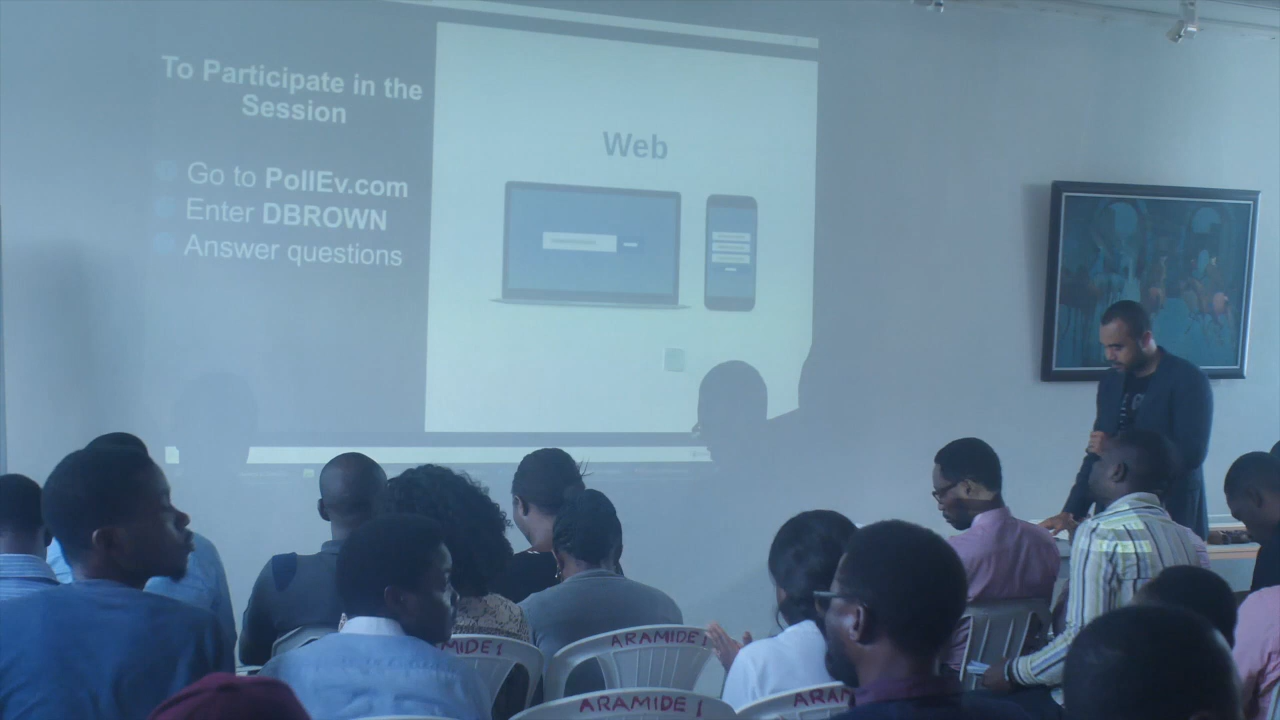 To Participate in the
Session
Go to PollEv.com
Enter DBROWN
Answer questions
Web
MIDE 1
ARAMIDE 1
ARAMIDE 1
ARAM